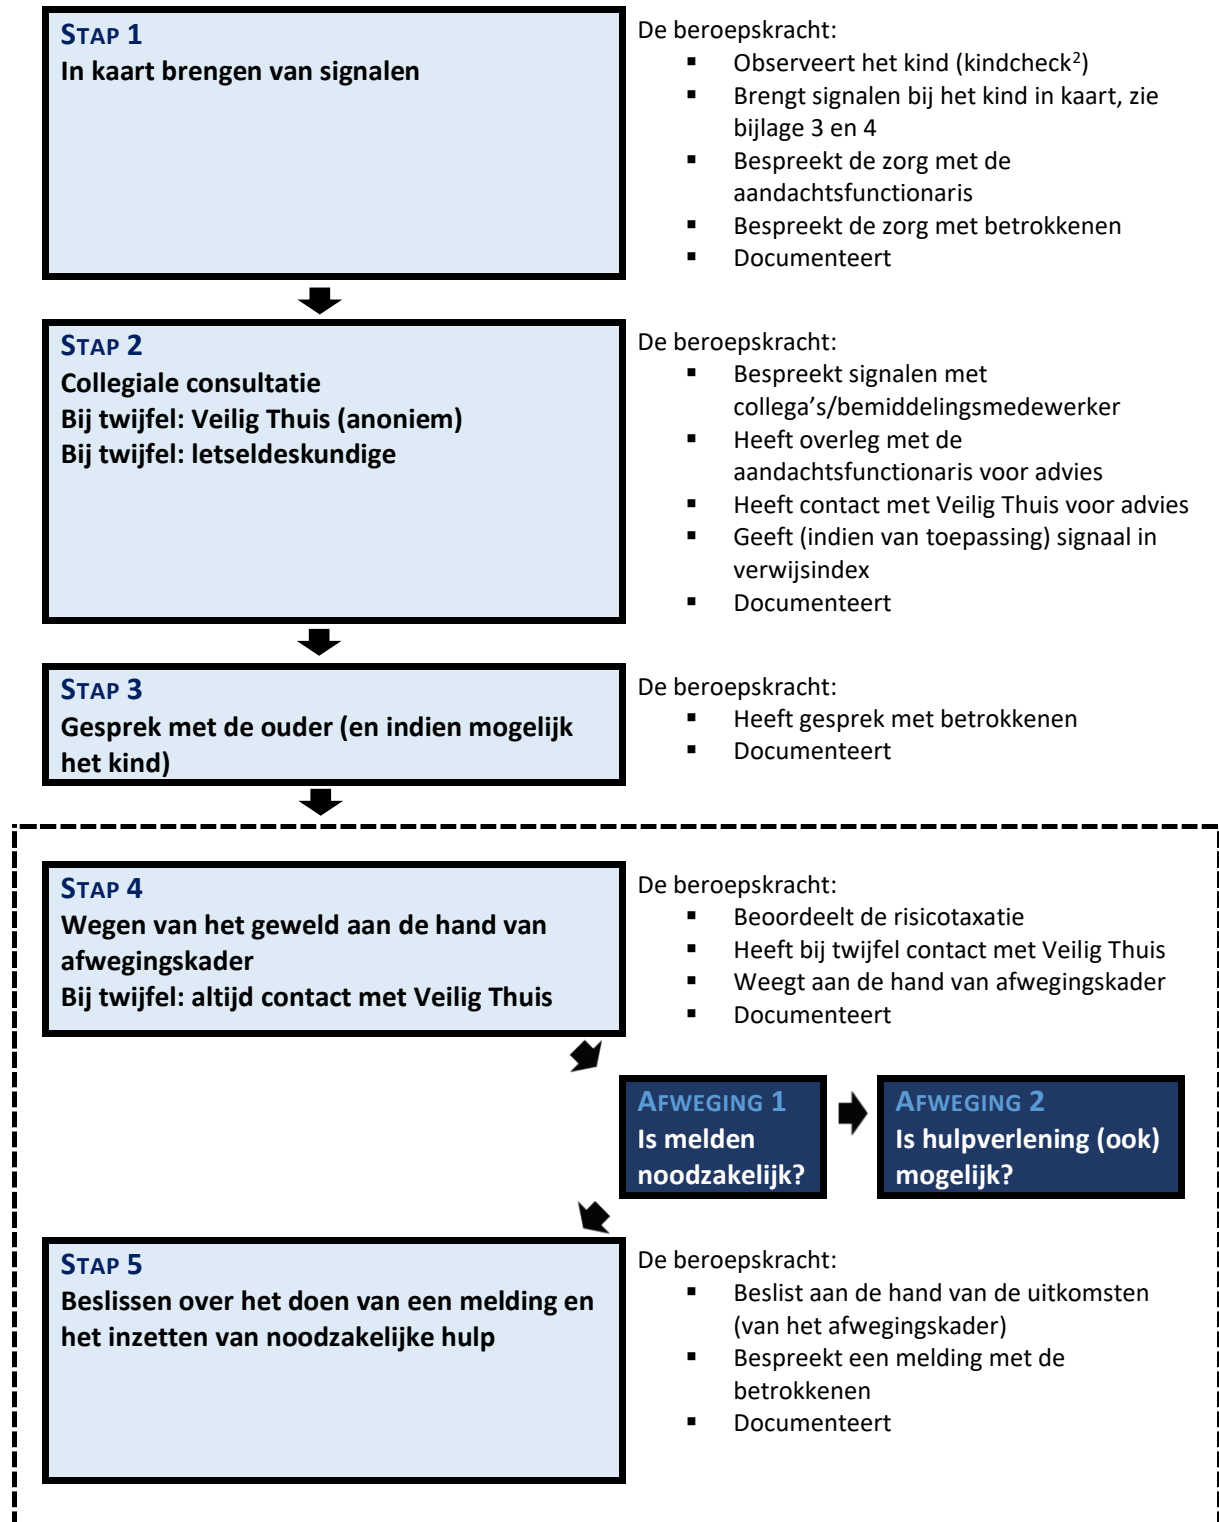 STAP 1
In kaart brengen van signalen
De beroepskracht:
▪ Observeert het kind (kindcheck²)
▪ Brengt signalen bij het kind in kaart, zie
bijlage 3 en 4
▪ Bespreekt de zorg met de
aandachtsfunctionaris
▪ Bespreekt de zorg met betrokkenen
▪ Documenteert
STAP 2
Collegiale consultatie
Bij twijfel: Veilig Thuis (anoniem)
Bij twijfel: letseldeskundige
De beroepskracht:
▪ Bespreekt signalen met
collega’s/bemiddelingsmedewerker
▪ Heeft overleg met de
aandachtsfunctionaris voor advies
▪ Heeft contact met Veilig Thuis voor advies
▪ Geeft (indien van toepassing) signaal in
verwijsindex
▪ Documenteert
STAP 3
Gesprek met de ouder (en indien mogelijk
het kind)
De beroepskracht:
▪ Heeft gesprek met betrokkenen
▪ Documenteert
STAP 4
Wegen van het geweld aan de hand van
afwegingskader
Bij twijfel: altijd contact met Veilig Thuis
De beroepskracht:
▪ Beoordeelt de risicotaxatie
▪ Heeft bij twijfel contact met Veilig Thuis
▪ Weegt aan de hand van afwegingskader
▪ Documenteert
AFWEGING 1
Is melden
noodzakelijk?
AFWEGING 2
Is hulpverlening (ook)
mogelijk?
STAP 5
Beslissen over het doen van een melding en
het inzetten van noodzakelijke hulp
De beroepskracht:
▪ Beslist aan de hand van de uitkomsten
(van het afwegingskader)
▪ Bespreekt een melding met de
betrokkenen
▪ Documenteert